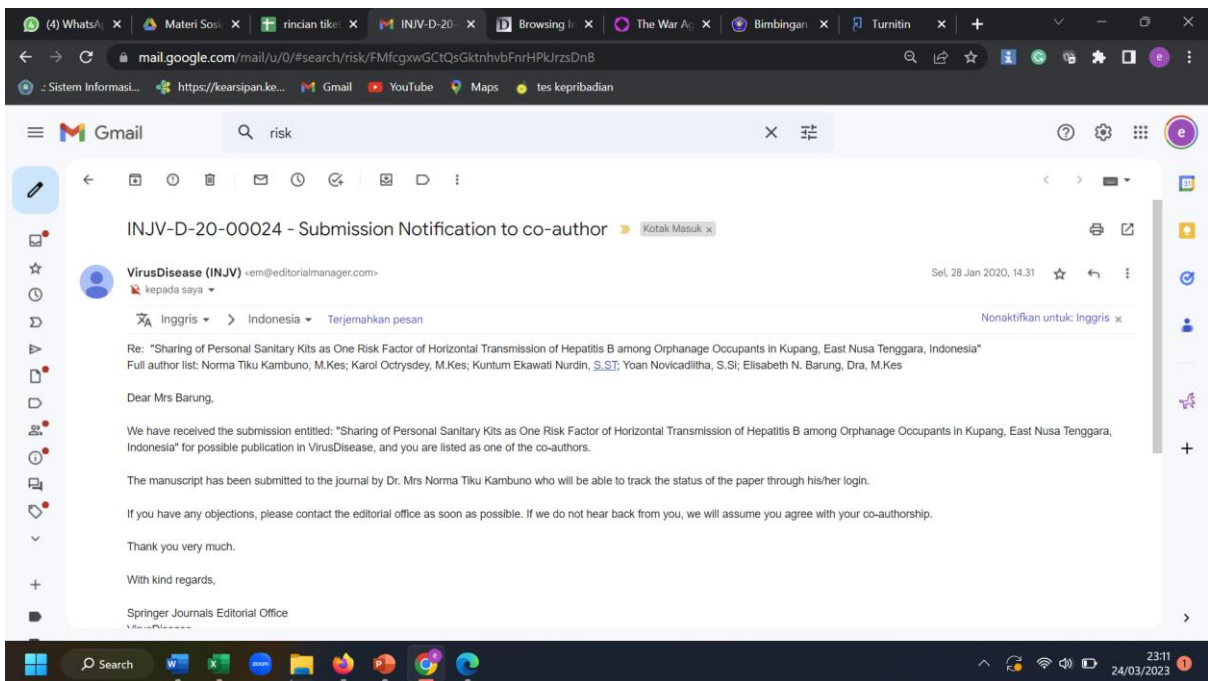 (4) WhatsA
Materi Sosi
rincian tiket
INJV-D-20-
Browsing In
The War Ag
Bimbingan
Turnitin
mail.google.com/mail/u/0/#search/risk/FMfcgxwGCtQsGktnhvbFnrHPkJrzsDnB
.: Sistem Informasi...
https://kearsipan.ke...
Gmail
YouTube
Maps
tes kepribadian
Gmail
risk
INJV-D-20-00024 - Submission Notification to co-author
Kotak Masuk x
VirusDisease (INJV) <em@editorialmanager.com>
Sel, 28 Jan 2020, 14.31
kepada saya
Inggris > Indonesia Terjemahkan pesan
Nonaktifkan untuk: Inggris x
Re: "Sharing of Personal Sanitary Kits as One Risk Factor of Horizontal Transmission of Hepatitis B among Orphanage Occupants in Kupang, East Nusa Tenggara, Indonesia"
Full author list: Norma Tiku Kambuno, M.Kes; Karol Octrysdey, M.Kes; Kuntum Ekawati Nurdin, S.ST; Yoan Novicadlitha, S.Si; Elisabeth N. Barung, Dra, M.Kes
Dear Mrs Barung,
We have received the submission entitled: "Sharing of Personal Sanitary Kits as One Risk Factor of Horizontal Transmission of Hepatitis B among Orphanage Occupants in Kupang, East Nusa Tenggara,
Indonesia" for possible publication in VirusDisease, and you are listed as one of the co-authors.
The manuscript has been submitted to the journal by Dr. Mrs Norma Tiku Kambuno who will be able to track the status of the paper through his/her login.
If you have any objections, please contact the editorial office as soon as possible. If we do not hear back from you, we will assume you agree with your co-authorship.
Thank you very much.
With kind regards,
Springer Journals Editorial Office
VirusDisease
Search
23:11
24/03/2023